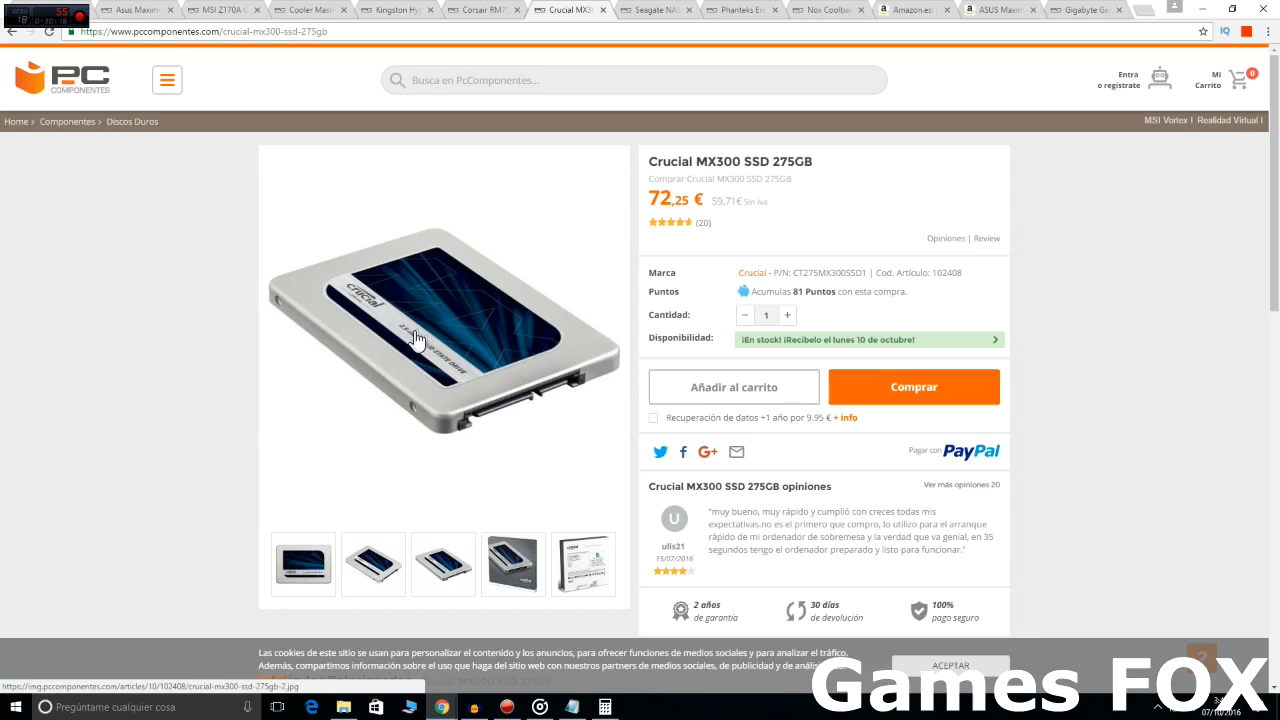 55
18
0:30:16
Asus Maximu
MSI Z170A G
Cooler Mast
Kingston Hy
Crucial MX30
Seagate NAS
Nox Coolbay
Amazon.es:
ASUS Maxim
Gigabyte Ge
https://www.pccomponentes.com/crucial-mx300-ssd-275gb
IQ
PC COMPONENTES
Busca en PcComponentes...
Entra
o regístrate
Mi
Carrito
0
Home > Componentes > Discos Duros
MSI Vortex I Realidad Virtual I
Crucial MX300 SSD 275GB
Comprar Crucial MX300 SSD 275GB
72,25 € 59,71€ Sin iva
(20)
Opiniones | Review
Marca Crucial - P/N: CT275MX300SSD1 | Cod. Artículo: 102408
Puntos Acumulas 81 Puntos con esta compra.
Cantidad: − 1 +
Disponibilidad: ¡En stock! ¡Recíbelo el lunes 10 de octubre!
Añadir al carrito
Comprar
Recuperación de datos +1 año por 9.95 € + info
Pagar con PayPal
Crucial MX300 SSD 275GB opiniones
Ver más opiniones 20
U
ulis21
15/07/2016
"muy bueno, muy rápido y cumplió con creces todas mis
expectativas.no es el primero que compro, lo utilizo para el arranque
rápido de mi ordenador de sobremesa y la verdad que va genial, en 35
segundos tengo el ordenador preparado y listo para funcionar."
2 años
de garantía
30 días
de devolución
100%
pago seguro
crucial
Las cookies de este sitio se usan para personalizar el contenido y los anuncios, para ofrecer funciones de medios sociales y para analizar el tráfico.
Además, compartimos información sobre el uso que haga del sitio web con nuestros partners de medios sociales, de publicidad y de análisis
ACEPTAR
https://img.pccomponentes.com/articles/10/102408/crucial-mx300-ssd-275gb-2.jpg
Games FOX
Pregúntame cualquier cosa
07/10/2016